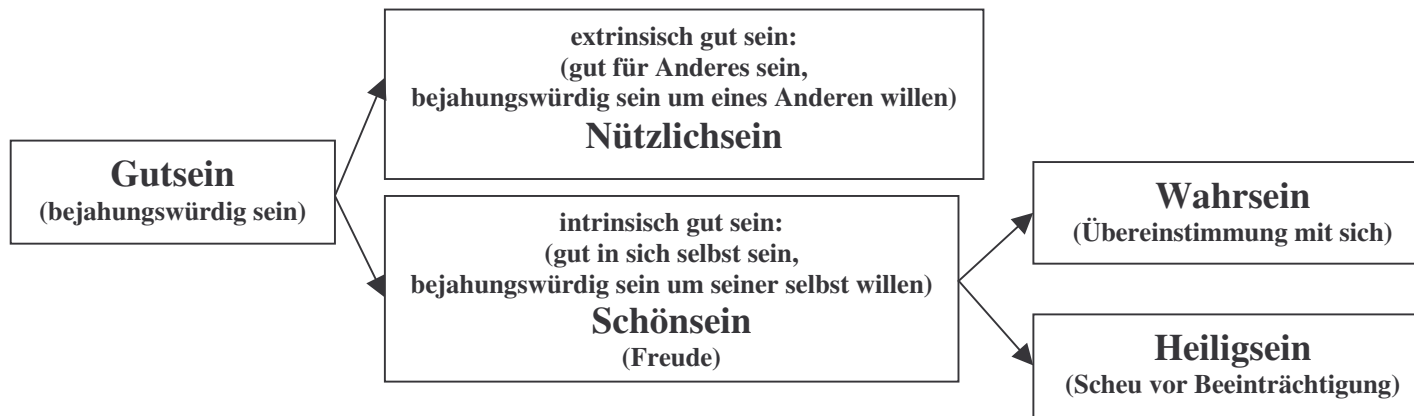 Gutsein
(bejahungswürdig sein)
extrinsisch gut sein:
(gut für Anderes sein,
bejahungswürdig sein um eines Anderen willen)
Nützlichsein
intrinsisch gut sein:
(gut in sich selbst sein,
bejahungswürdig sein um seiner selbst willen)
Schönsein
(Freude)
Wahrsein
(Übereinstimmung mit sich)
Heiligsein
(Scheu vor Beeinträchtigung)